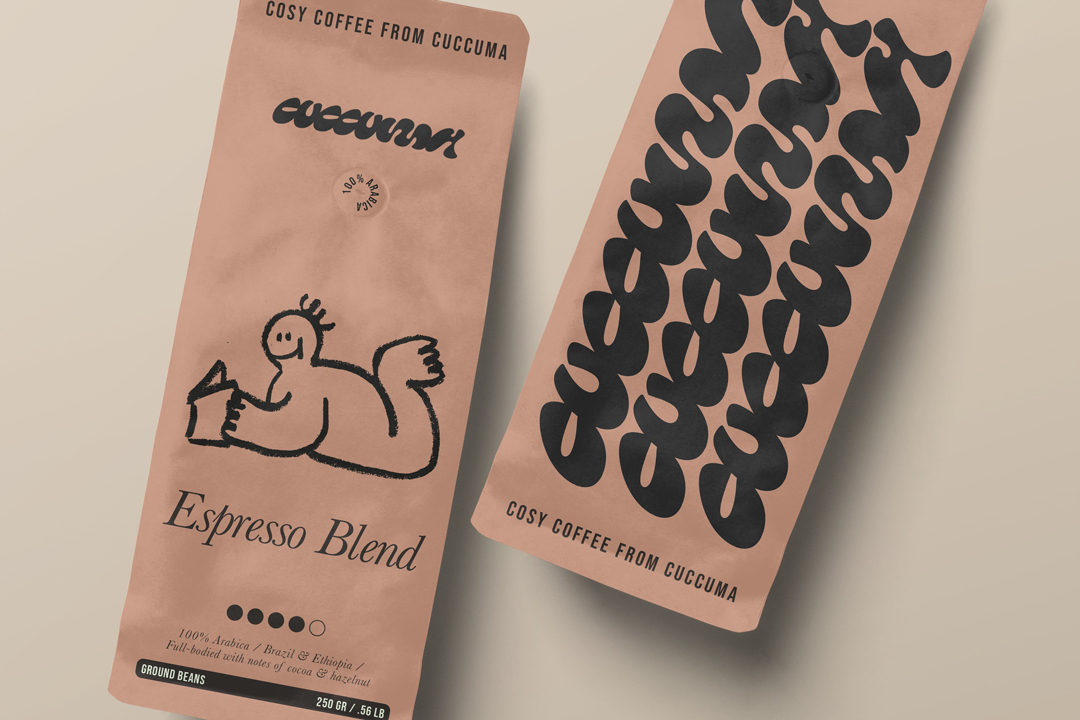 COSY COFFEE FROM CUCCUMA
cuccuma
100% ARABICA
Espresso Blend
100% Arabica / Brazil & Ethiopia /
Full-bodied with notes of cocoa & hazelnut
GROUND BEANS
250 GR / .56 LB
cuccuma
cuccuma
cuccuma
COSY COFFEE FROM CUCCUMA